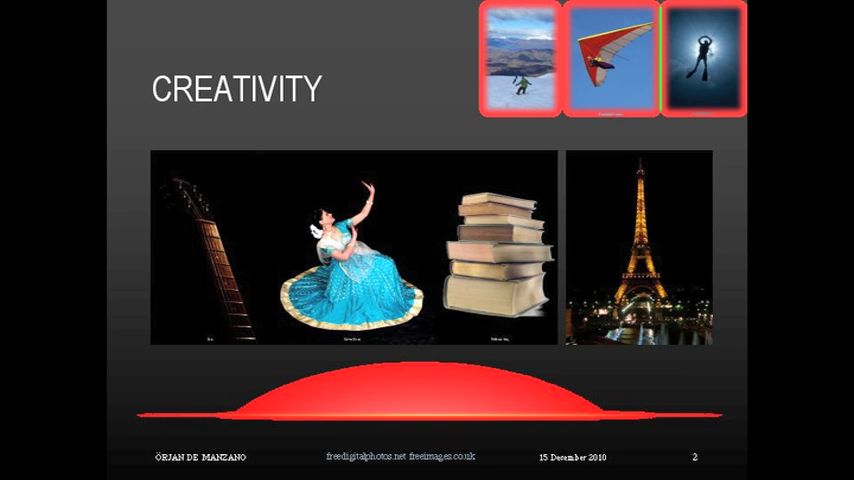 CREATIVITY
ÖRJAN DE MANZANO
freedigitalphotos.net freeimages.co.uk
15 December 2010
2